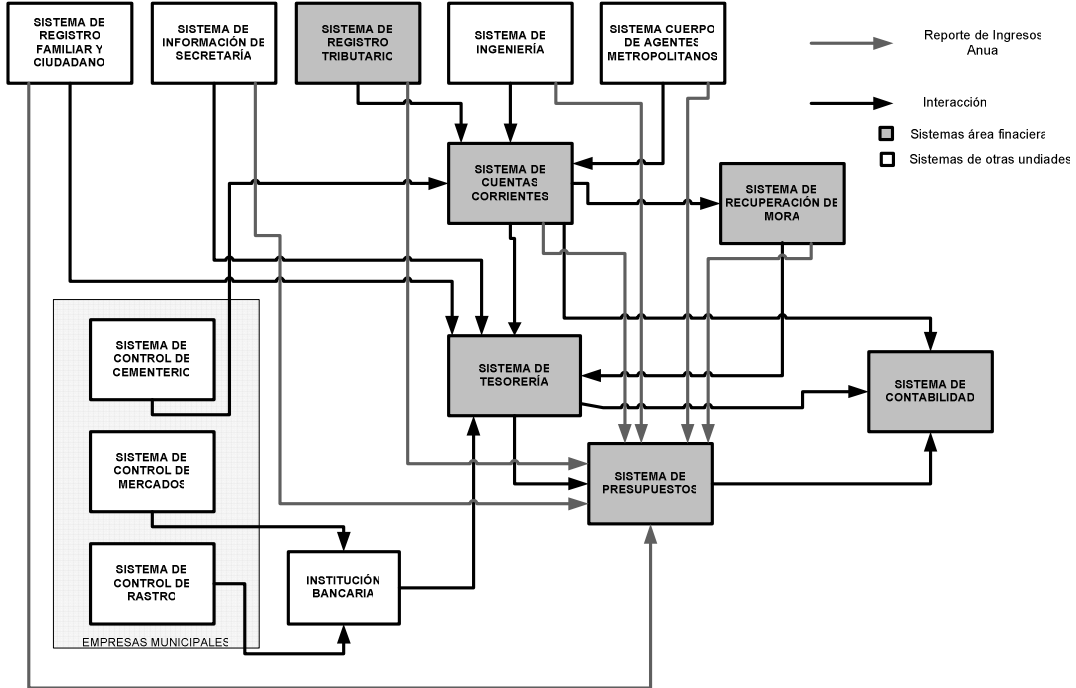 SISTEMA DE
REGISTRO
FAMILIAR Y
CIUDADANO
SISTEMA DE
INFORMACIÓN DE
SECRETARÍA
SISTEMA DE
REGISTRO
TRIBUTARIO
SISTEMA DE
INGENIERÍA
SISTEMA CUERPO
DE AGENTES
METROPOLITANOS
Reporte de Ingresos
Anua
Interacción
Sistemas área finaciera
Sistemas de otras undiades
SISTEMA DE
CUENTAS
CORRIENTES
SISTEMA DE
RECUPERACIÓN DE
MORA
SISTEMA DE
CONTROL DE
CEMENTERIO
SISTEMA DE
TESORERÍA
SISTEMA DE
CONTABILIDAD
SISTEMA DE
CONTROL DE
MERCADOS
SISTEMA DE
PRESUPUESTOS
SISTEMA DE
CONTROL DE
RASTRO
INSTITUCIÓN
BANCARIA
EMPRESAS MUNICIPALES